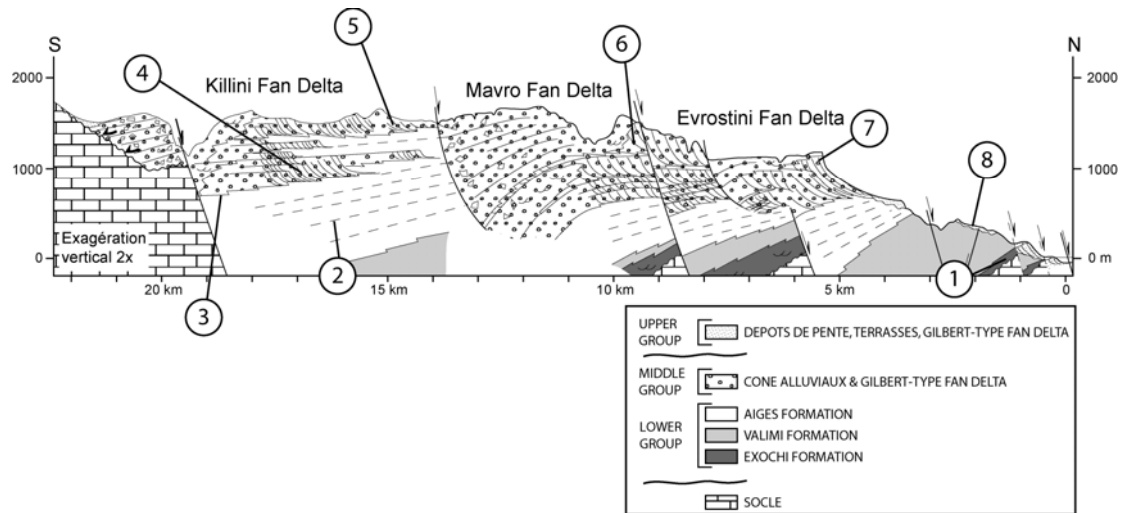 S
N
2000
1000
0
2000
1000
0 m
5
6
4
7
8
2
3
1
Killini Fan Delta
Mavro Fan Delta
Evrostini Fan Delta
Exagération
vertical 2x
20 km
15 km
10 km
5 km
0
UPPER
GROUP
DEPOTS DE PENTE, TERRASSES, GILBERT-TYPE FAN DELTA
MIDDLE
GROUP
CONE ALLUVIAUX & GILBERT-TYPE FAN DELTA
LOWER
GROUP
AIGES FORMATION
VALIMI FORMATION
EXOCHI FORMATION
SOCLE